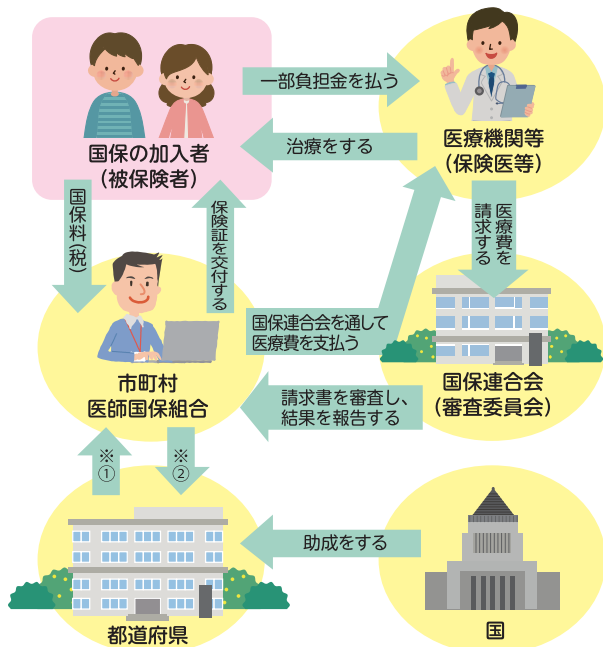 一部負担金を払う
治療をする
国保の加入者
（被保険者）
医療機関等
（保険医等）
国保料（税）
保険証を交付する
医療費を
請求する
国保連合会を通して
医療費を支払う
市町村
医師国保組合
国保連合会
（審査委員会）
請求書を審査し、
結果を報告する
※①
※②
助成をする
都道府県
国